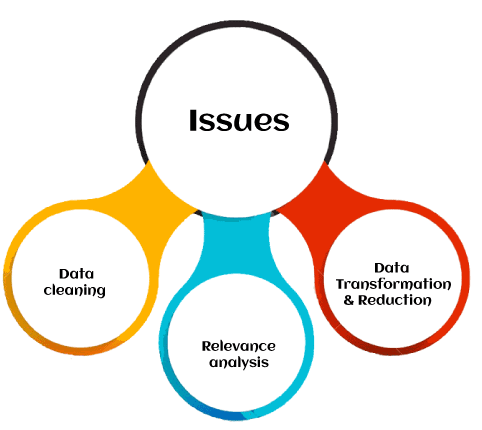 Issues
Data
cleaning
Relevance
analysis
Data
Transformation
& Reduction